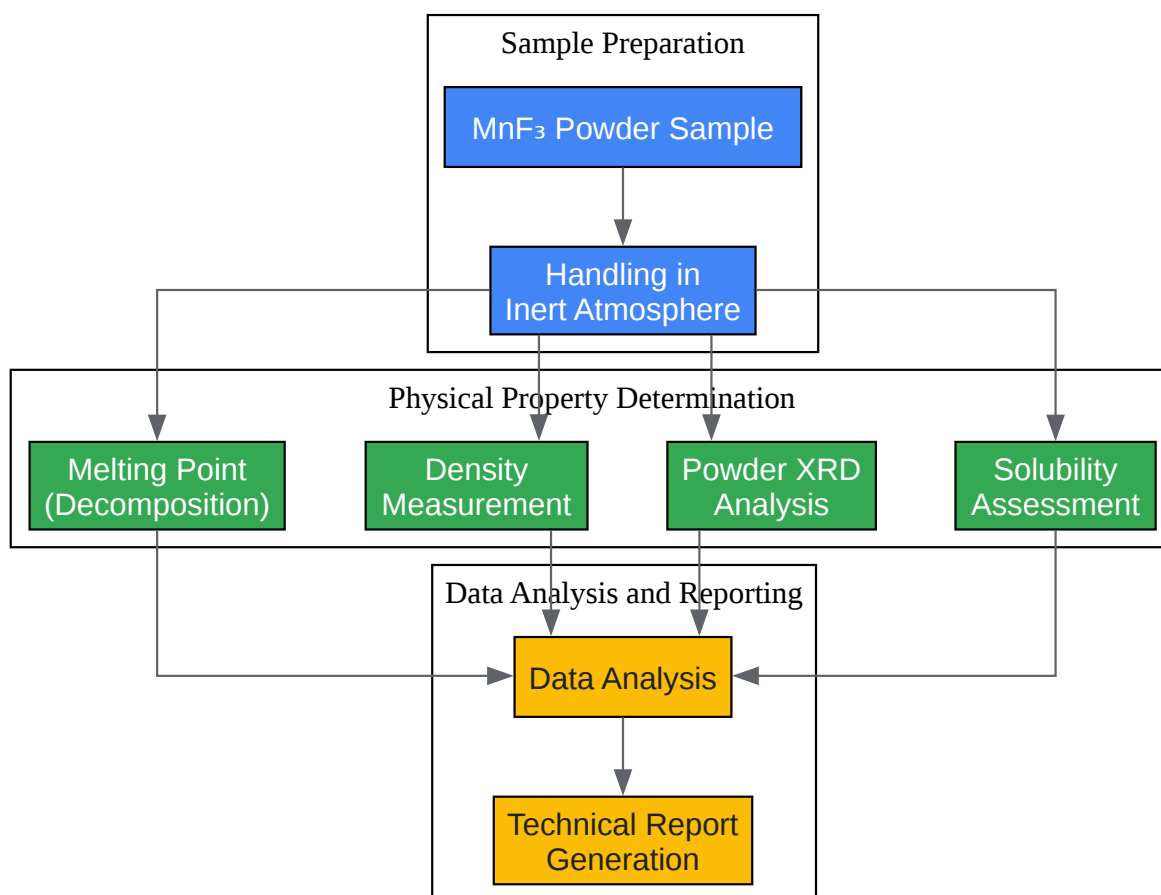 Sample Preparation
MnF₃ Powder Sample
Handling in
Inert Atmosphere
Physical Property Determination
Melting Point
(Decomposition)
Density
Measurement
Powder XRD
Analysis
Solubility
Assessment
Data Analysis and Reporting
Data Analysis
Technical Report
Generation